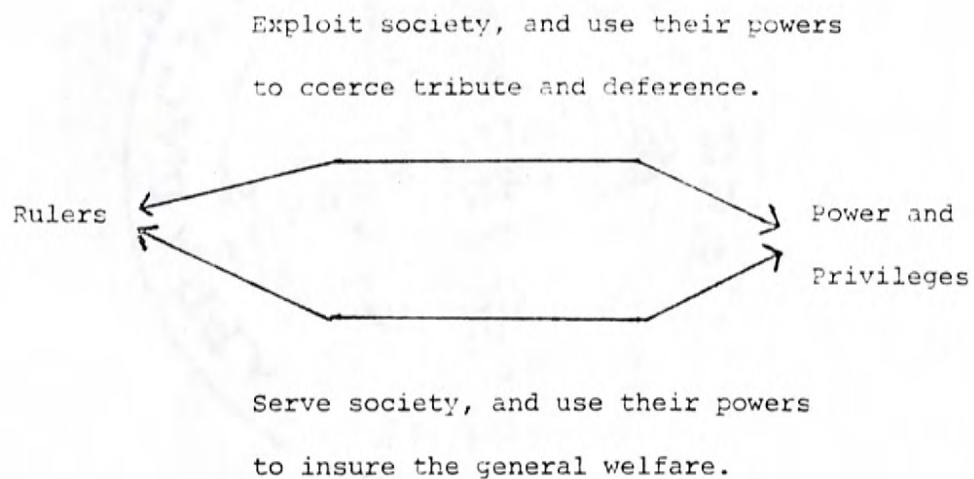 Exploit society, and use their powers
to coerce tribute and deference.
Rulers
Power and
Privileges
Serve society, and use their powers
to insure the general welfare.